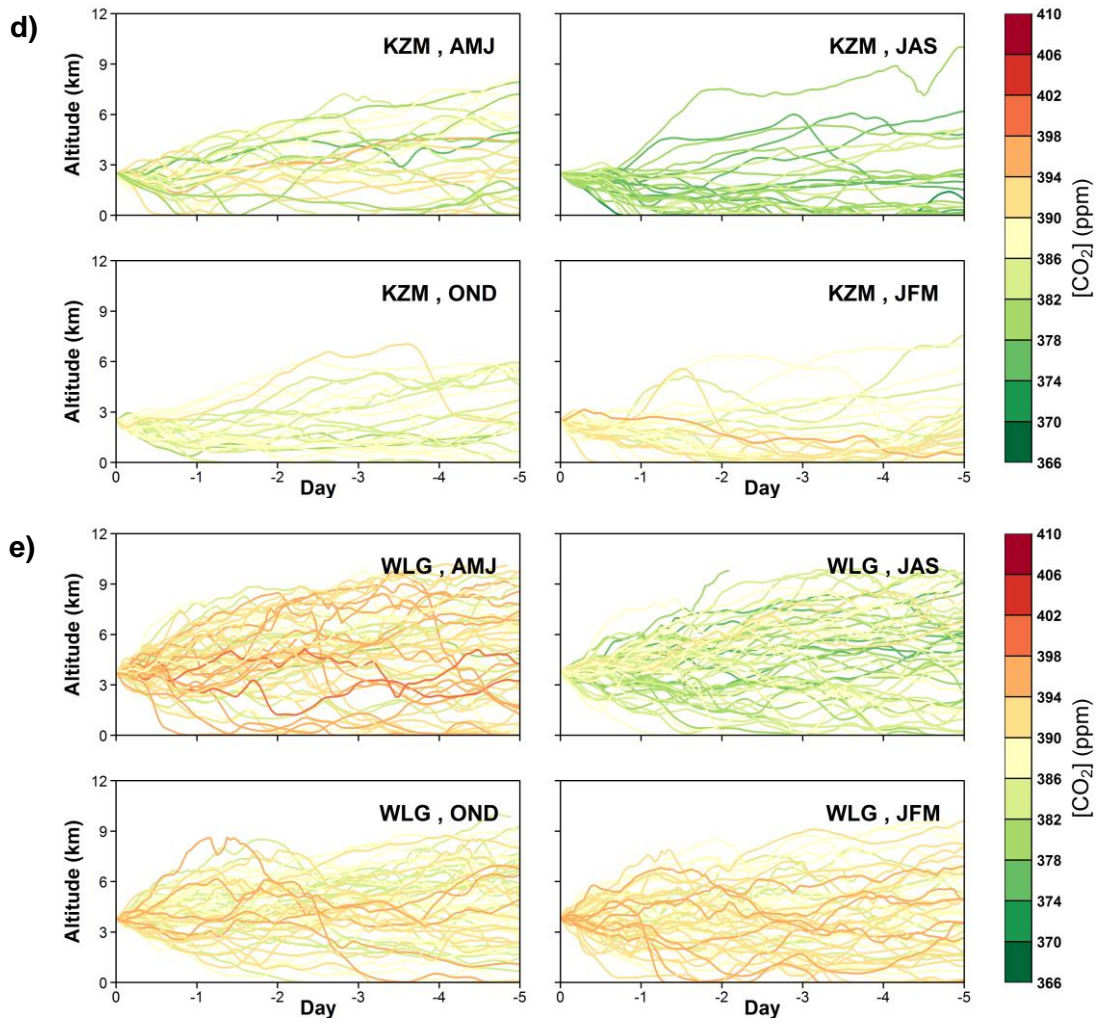 d)
KZM , AMJ
KZM , JAS
Altitude (km)
12
9
6
3
0
KZM , OND
KZM , JFM
Altitude (km)
12
9
6
3
0
0 -1 -2 -3 -4 -5
Day
0 -1 -2 -3 -4 -5
Day
410
406
402
398
394
390
386
382
378
374
370
366
[CO₂] (ppm)
e)
WLG , AMJ
WLG , JAS
Altitude (km)
12
9
6
3
0
WLG , OND
WLG , JFM
Altitude (km)
12
9
6
3
0
0 -1 -2 -3 -4 -5
Day
0 -1 -2 -3 -4 -5
Day
410
406
402
398
394
390
386
382
378
374
370
366
[CO₂] (ppm)